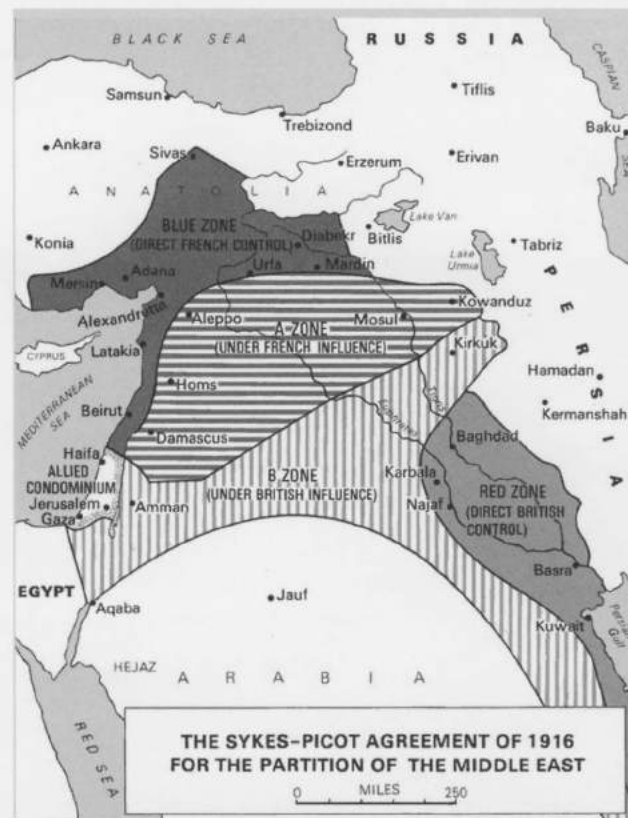 BLACK SEA
RUSSIA
CASPIAN
SEA
Samsun
Tiflis
Trebizond
Baku
Ankara
Sivas
Erzerum
Erivan
ANATOLIA
Lake Van
BLUE ZONE
(DIRECT FRENCH CONTROL)
Diabekr
Bitlis
Konia
Lake
Urmia
Tabriz
Urfa
Mardin
Adana
Mersin
PERSIA
Alexandretta
Kowanduz
Aleppo
Mosul
A-ZONE
(UNDER FRENCH INFLUENCE)
Latakia
CYPRUS
Kirkuk
Homs
Hamadan
MEDITERRANEAN
SEA
Tigris
Kermanshah
Beirut
Euphrates
Damascus
Baghdad
Haifa
ALLIED
CONDOMINIUM
B ZONE
(UNDER BRITISH INFLUENCE)
Karbala
RED ZONE
(DIRECT BRITISH
CONTROL)
Jerusalem
Amman
Najaf
Gaza
Basra
EGYPT
Jauf
Aqaba
Kuwait
Persian
Gulf
HEJAZ
ARABIA
RED SEA
THE SYKES–PICOT AGREEMENT OF 1916
FOR THE PARTITION OF THE MIDDLE EAST
MILES
0 250